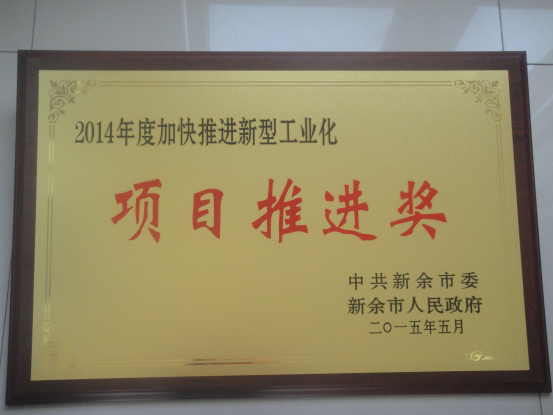 2014年度加快推进新型工业化
项目推进奖
中共新余市委
新余市人民政府
二〇一五年五月